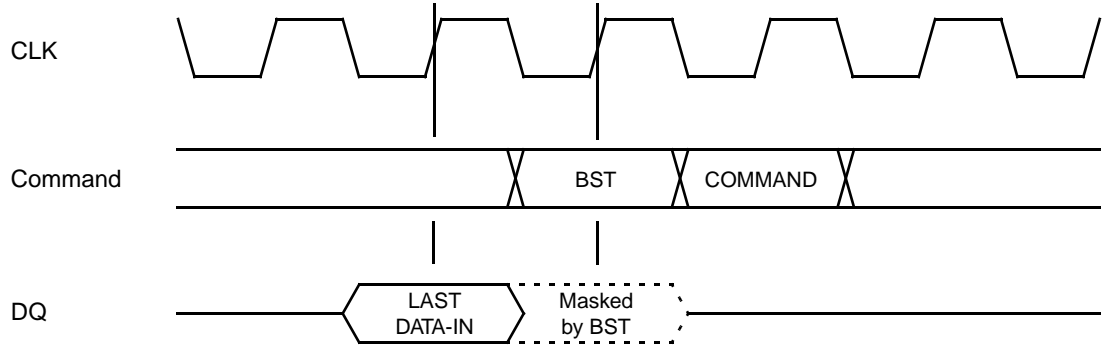 CLK
Command
BST
COMMAND
DQ
LAST
DATA-IN
Masked
by BST